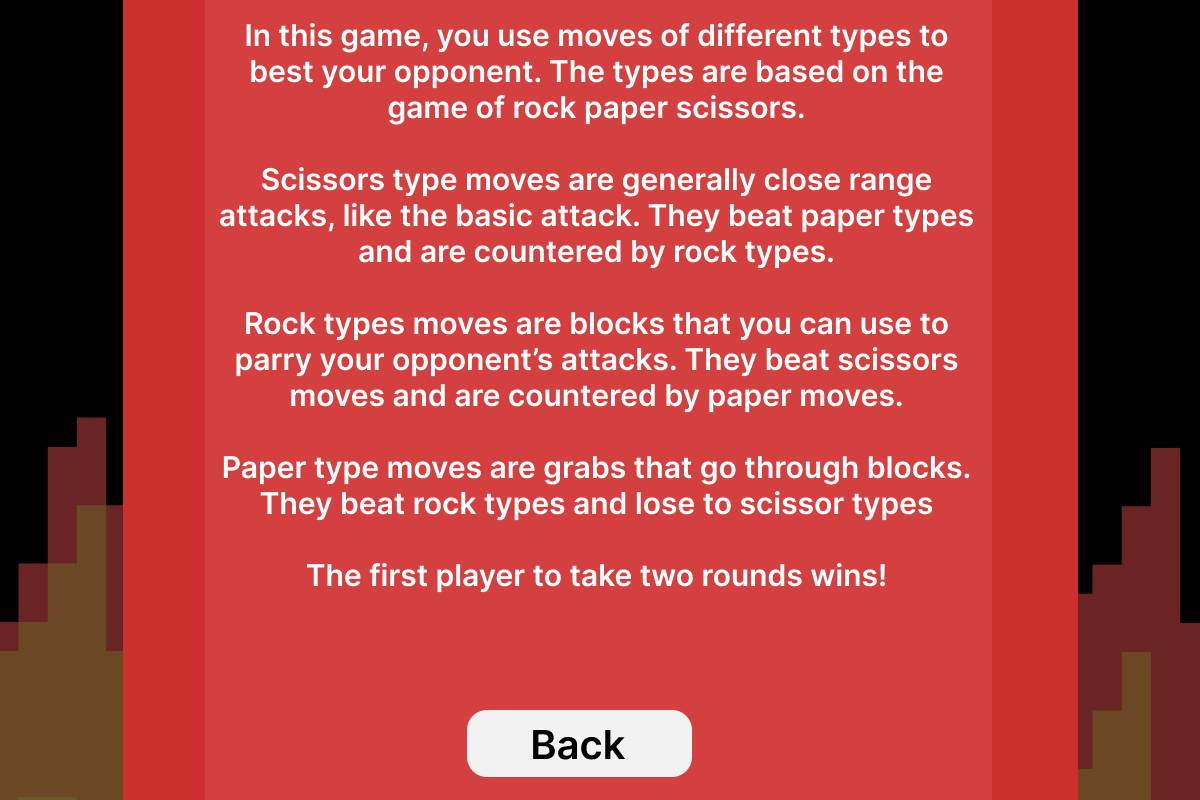 In this game, you use moves of different types to
best your opponent. The types are based on the
game of rock paper scissors.
Scissors type moves are generally close range
attacks, like the basic attack. They beat paper types
and are countered by rock types.
Rock types moves are blocks that you can use to
parry your opponent’s attacks. They beat scissors
moves and are countered by paper moves.
Paper type moves are grabs that go through blocks.
They beat rock types and lose to scissor types
The first player to take two rounds wins!
Back